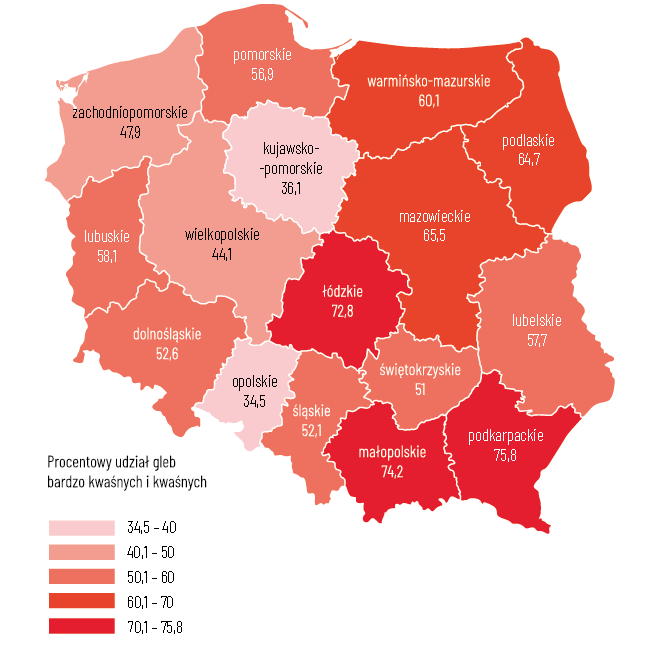 pomorskie
56,9
warmińsko-mazurskie
60,1
zachodniopomorskie
47,9
podlaskie
64,7
kujawsko-
-pomorskie
36,1
mazowieckie
65,5
wielkopolskie
44,1
lubuskie
58,1
łódzkie
72,8
lubelskie
57,7
dolnośląskie
52,6
świętokrzyskie
51
opolskie
34,5
śląskie
52,1
małopolskie
74,2
podkarpackie
75,8
Procentowy udział gleb
bardzo kwaśnych i kwaśnych
34,5 – 40
40,1 – 50
50,1 – 60
60,1 – 70
70,1 – 75,8